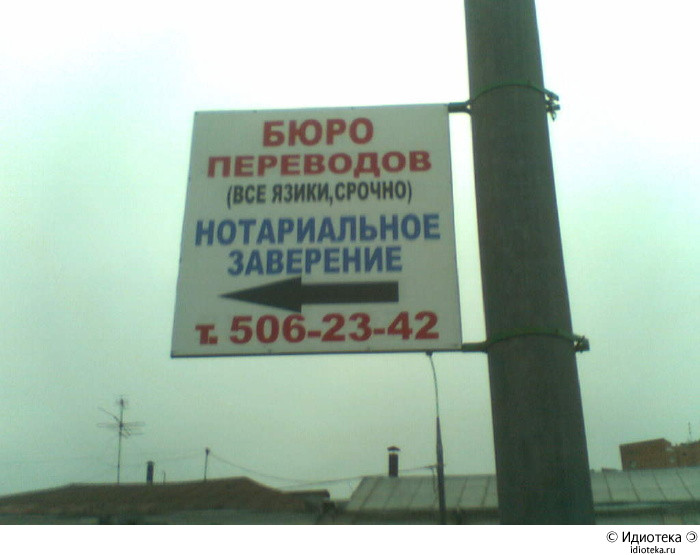 БЮРО
ПЕРЕВОДОВ
(ВСЕ ЯЗИКИ,СРОЧНО)
НОТАРИАЛЬНОЕ
ЗАВЕРЕНИЕ
т. 506-23-42
© Идиотека
idioteka.ru